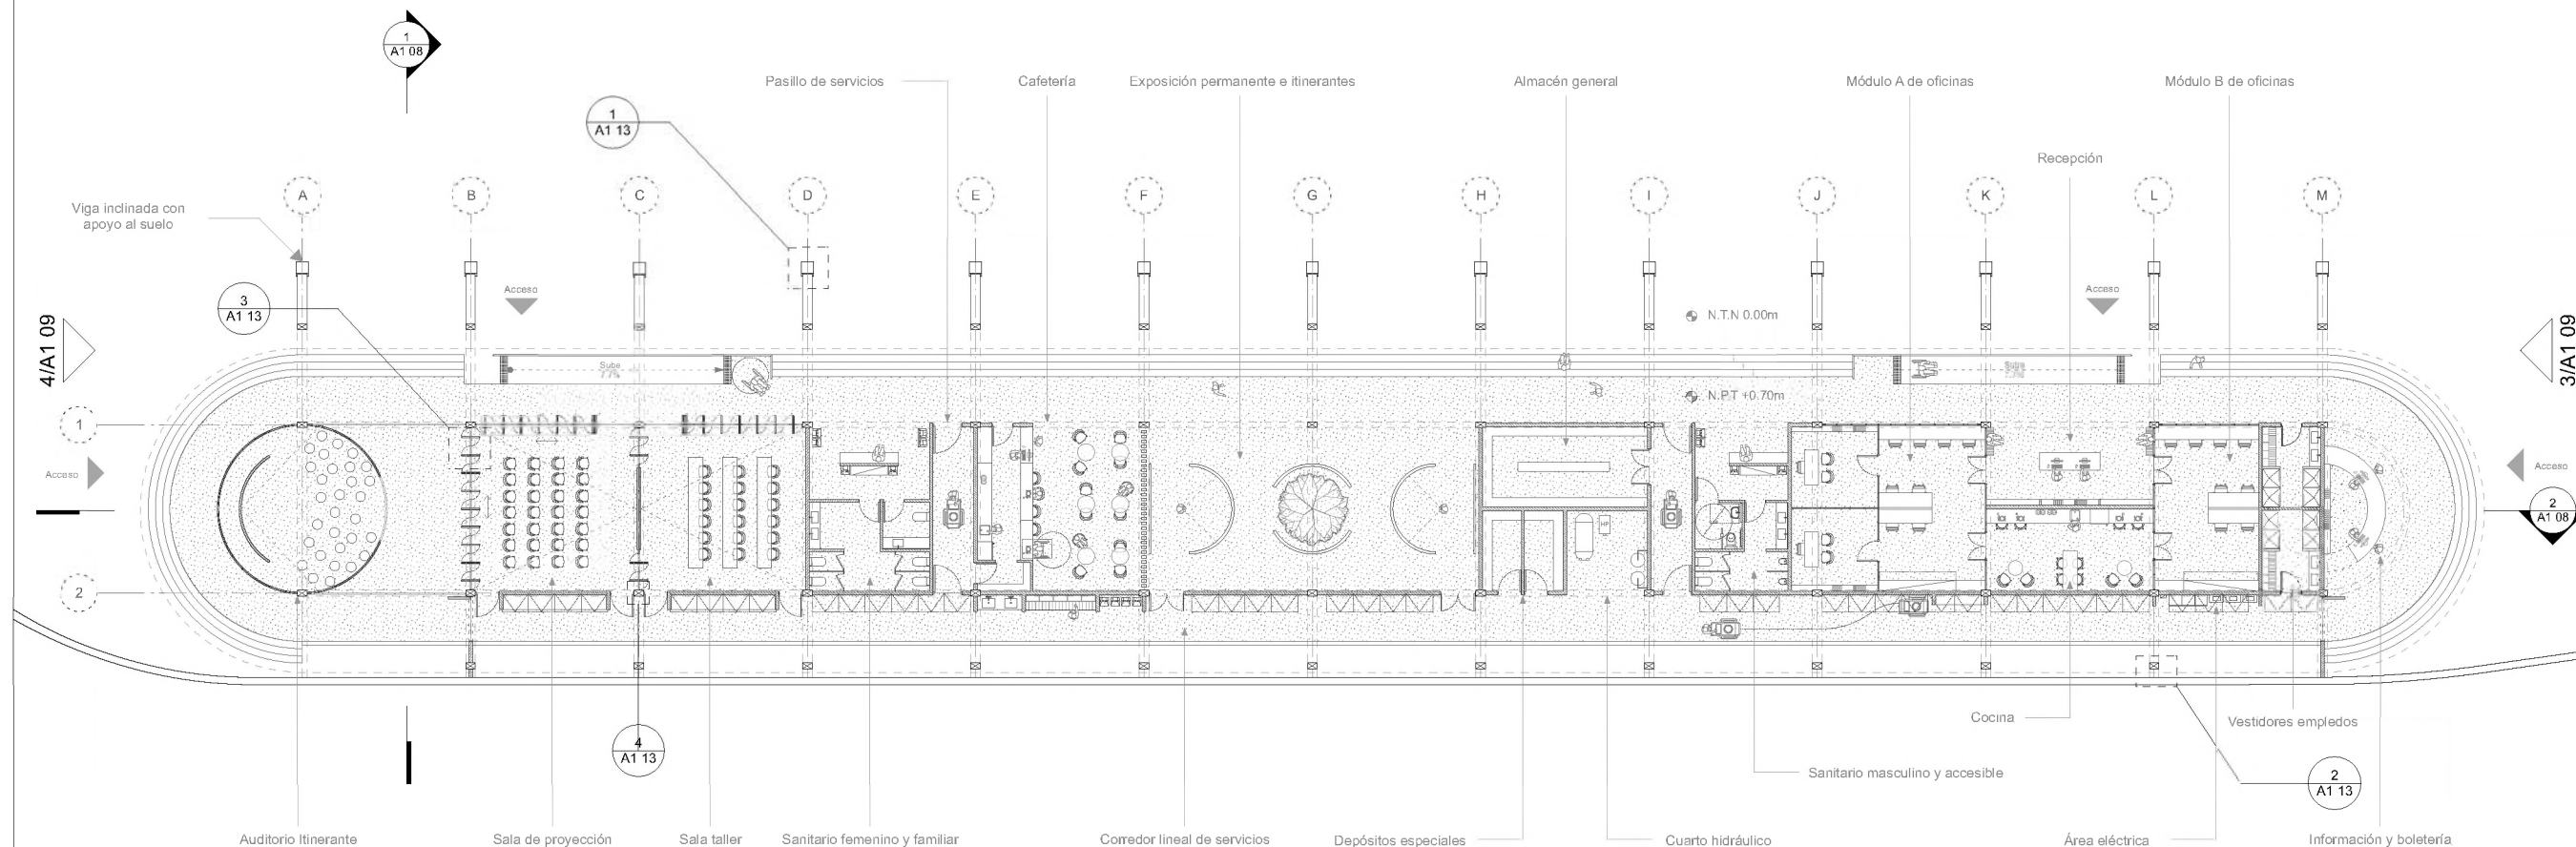 1
A1 08
Pasillo de servicios
Cafetería
Exposición permanente e itinerantes
Almacén general
Módulo A de oficinas
Módulo B de oficinas
1
A1 13
Recepción
A
B
C
D
E
F
G
H
I
J
K
L
M
Viga inclinada con
apoyo al suelo
Acceso
Acceso
3
A1 13
N.T.N 0.00m
4/A1 09
3/A1 09
Sube
7.7%
Sube
N.P.T +0.70m
1
Acceso
Acceso
2
A1 08
HP
2
Cocina
Vestidores empledos
4
A1 13
Sanitario masculino y accesible
2
A1 13
Auditorio Itinerante
Sala de proyección
Sala taller
Sanitario femenino y familiar
Corredor lineal de servicios
Depósitos especiales
Cuarto hidráulico
Área eléctrica
Información y boletería